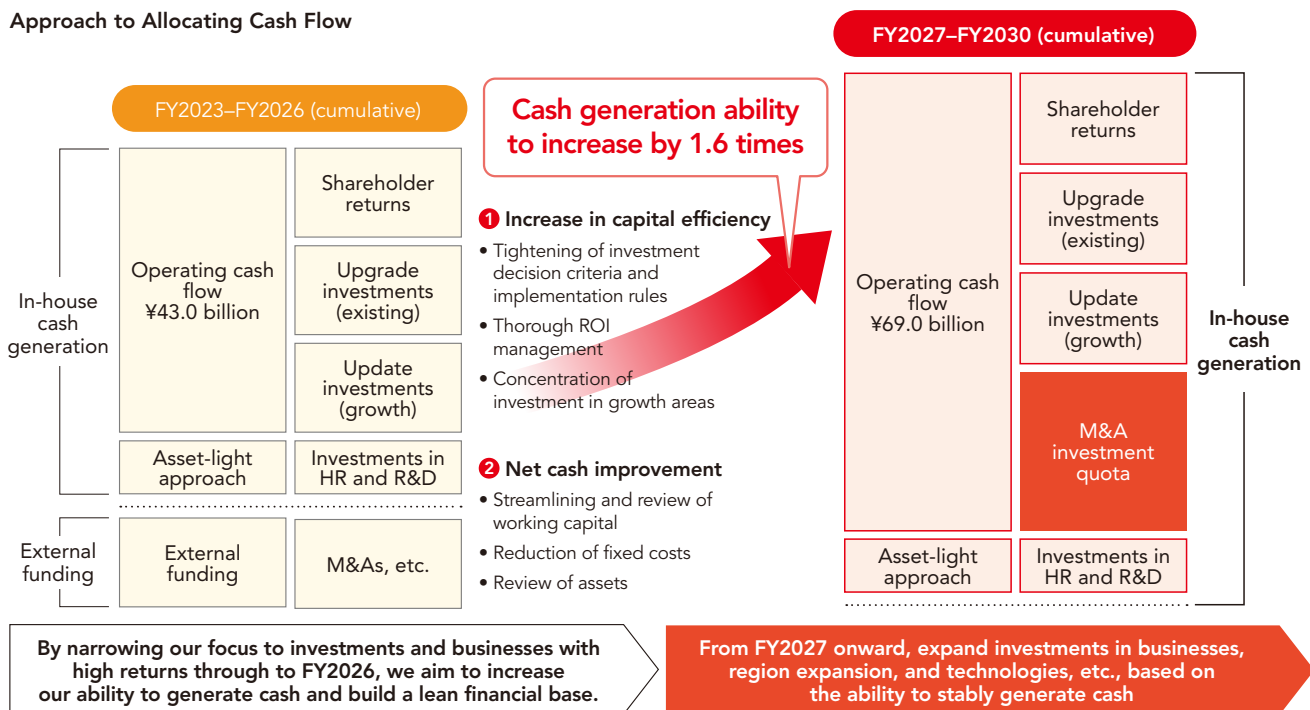 Approach to Allocating Cash Flow
FY2023–FY2026 (cumulative)
In-house
cash
generation
Operating cash
flow
¥43.0 billion
Shareholder
returns
Upgrade
investments
(existing)
Update
investments
(growth)
Asset-light
approach
Investments in
HR and R&D
External
funding
External
funding
M&As, etc.
Cash generation ability
to increase by 1.6 times
1 Increase in capital efficiency
• Tightening of investment
decision criteria and
implementation rules
• Thorough ROI
management
• Concentration of
investment in growth areas
2 Net cash improvement
• Streamlining and review of
working capital
• Reduction of fixed costs
• Review of assets
FY2027–FY2030 (cumulative)
Operating cash
flow
¥69.0 billion
Shareholder
returns
Upgrade
investments
(existing)
Update
investments
(growth)
M&A
investment
quota
Asset-light
approach
Investments in
HR and R&D
In-house
cash
generation
By narrowing our focus to investments and businesses with
high returns through to FY2026, we aim to increase
our ability to generate cash and build a lean financial base.
From FY2027 onward, expand investments in businesses,
region expansion, and technologies, etc., based on
the ability to stably generate cash